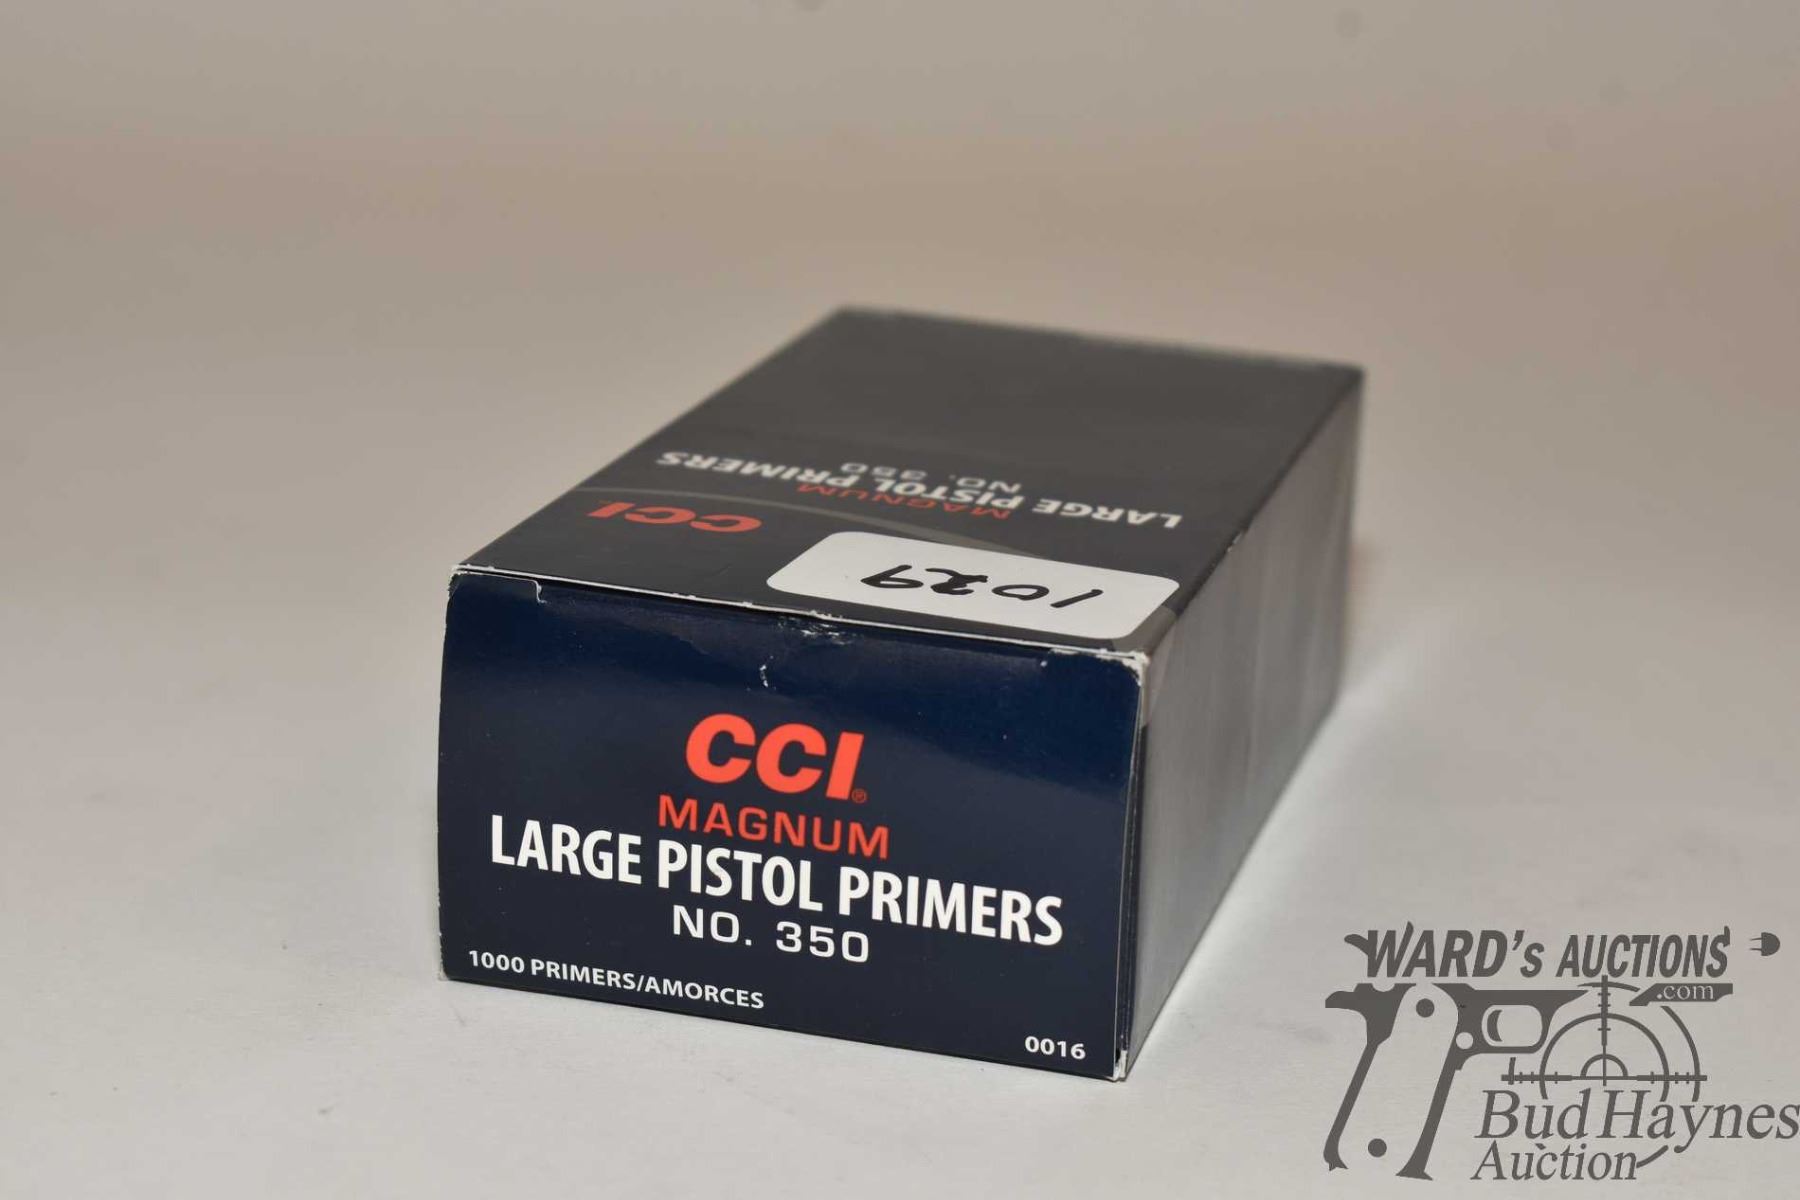 CCI
MAGNUM
LARGE PISTOL PRIMERS
NO. 350
1029
CCI®
MAGNUM
LARGE PISTOL PRIMERS
NO. 350
1000 PRIMERS/AMORCES
0016
WARD's AUCTIONS
.com
Bud Haynes
Auction